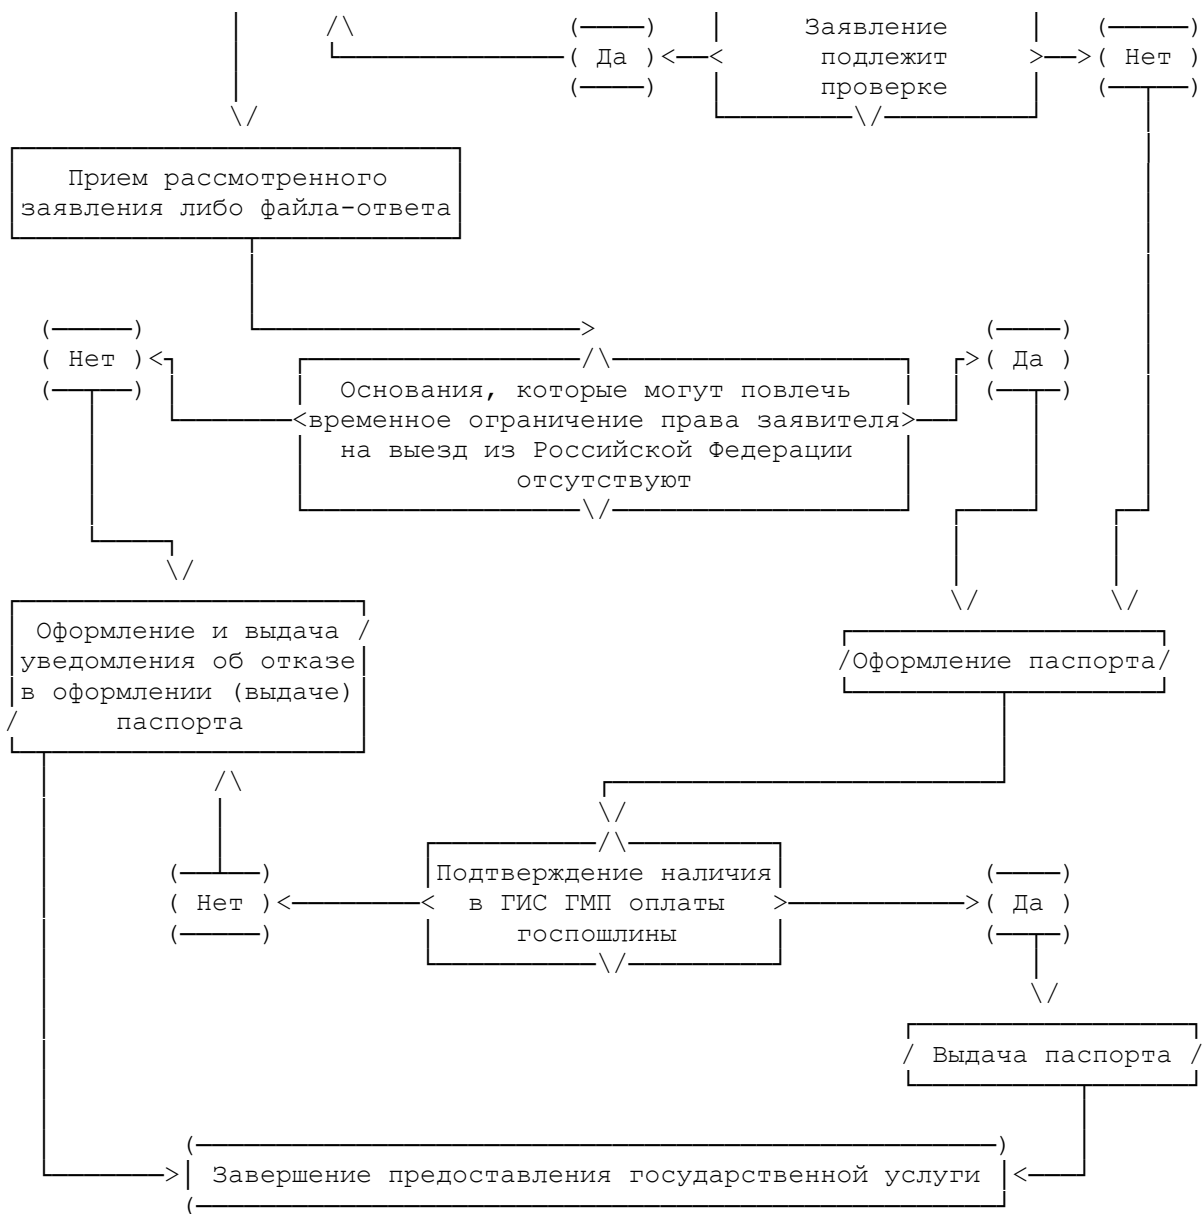 Заявление
подлежит
проверке
( Да )
( Нет )
Прием рассмотренного
заявления либо файла-ответа
( Нет )
( Да )
Основания, которые могут повлечь
временное ограничение права заявителя
на выезд из Российской Федерации
отсутствуют
Оформление и выдача
уведомления об отказе
в оформлении (выдаче)
паспорта
Оформление паспорта
Подтверждение наличия
в ГИС ГМП оплаты
госпошлины
( Нет )
( Да )
Выдача паспорта
Завершение предоставления государственной услуги